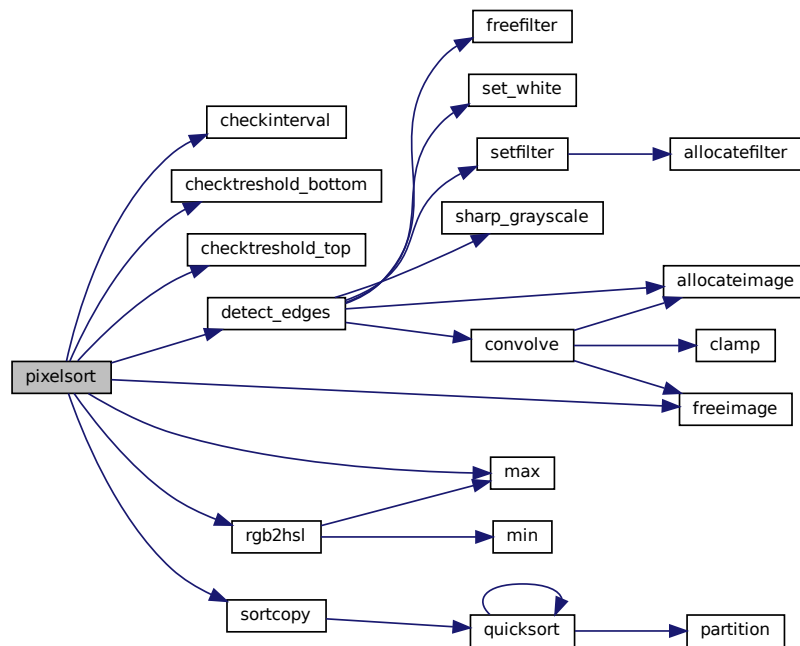 freefilter
set_white
checkinterval
setfilter
allocatefilter
checktreshold_bottom
sharp_grayscale
checktreshold_top
allocateimage
detect_edges
convolve
clamp
pixelsort
freeimage
max
rgb2hsl
min
sortcopy
quicksort
partition